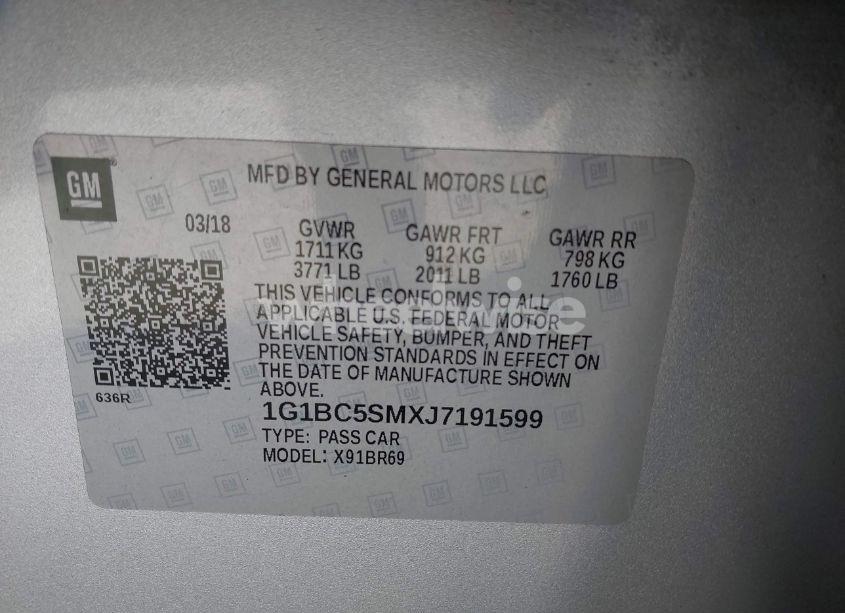 GM
MFD BY GENERAL MOTORS LLC
03/18
GVWR GAWR FRT GAWR RR
1711 KG 912 KG 798 KG
3771 LB 2011 LB 1760 LB
THIS VEHICLE CONFORMS TO ALL
APPLICABLE U.S. FEDERAL MOTOR
VEHICLE SAFETY, BUMPER, AND THEFT
PREVENTION STANDARDS IN EFFECT ON
THE DATE OF MANUFACTURE SHOWN
ABOVE.
636R
1G1BC5SMXJ7191599
TYPE: PASS CAR
MODEL: X91BR69